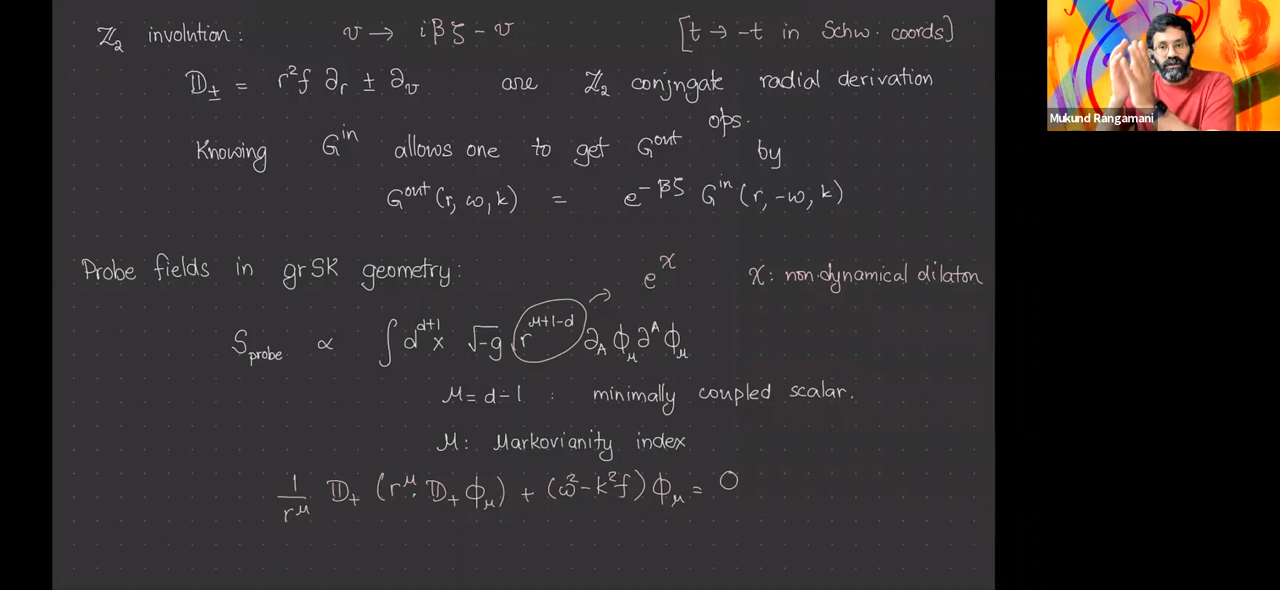 ℤ₂ involution: v → iβζ - v [t → -t in Schw. coords]
𝔻± = r²f ∂r ± ∂v are ℤ₂ conjugate radial derivation ops.
Knowing G^in allows one to get G^out by
G^out (r, ω, k) = e^{-βζ} G^in (r, -ω, k)
Probe fields in grSK geometry: e^χ χ: non-dynamical dilaton
S_probe ∝ ∫ d^{d+1}x √-g r^{M+1-d} ∂_A ϕ_M ∂^A ϕ_M
M = d-1 : minimally coupled scalar.
M: Markovianity index
1/r^M 𝔻₊ (r^M 𝔻₊ ϕ_M) + (ω² - k²f) ϕ_M = 0
Mukund Rangamani